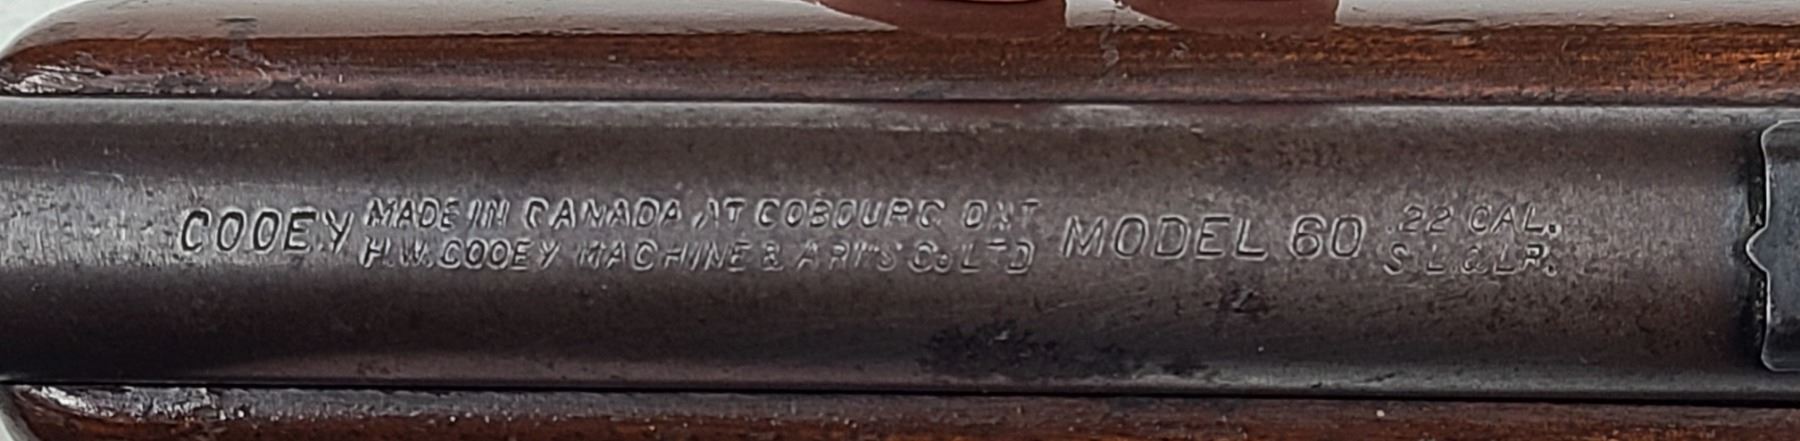 COOEY MADE IN CANADA AT COBOURG ONT MODEL 60 .22 CAL.
H.W. COOEY MACHINE & ARMS Co LTD S.L.& LR.